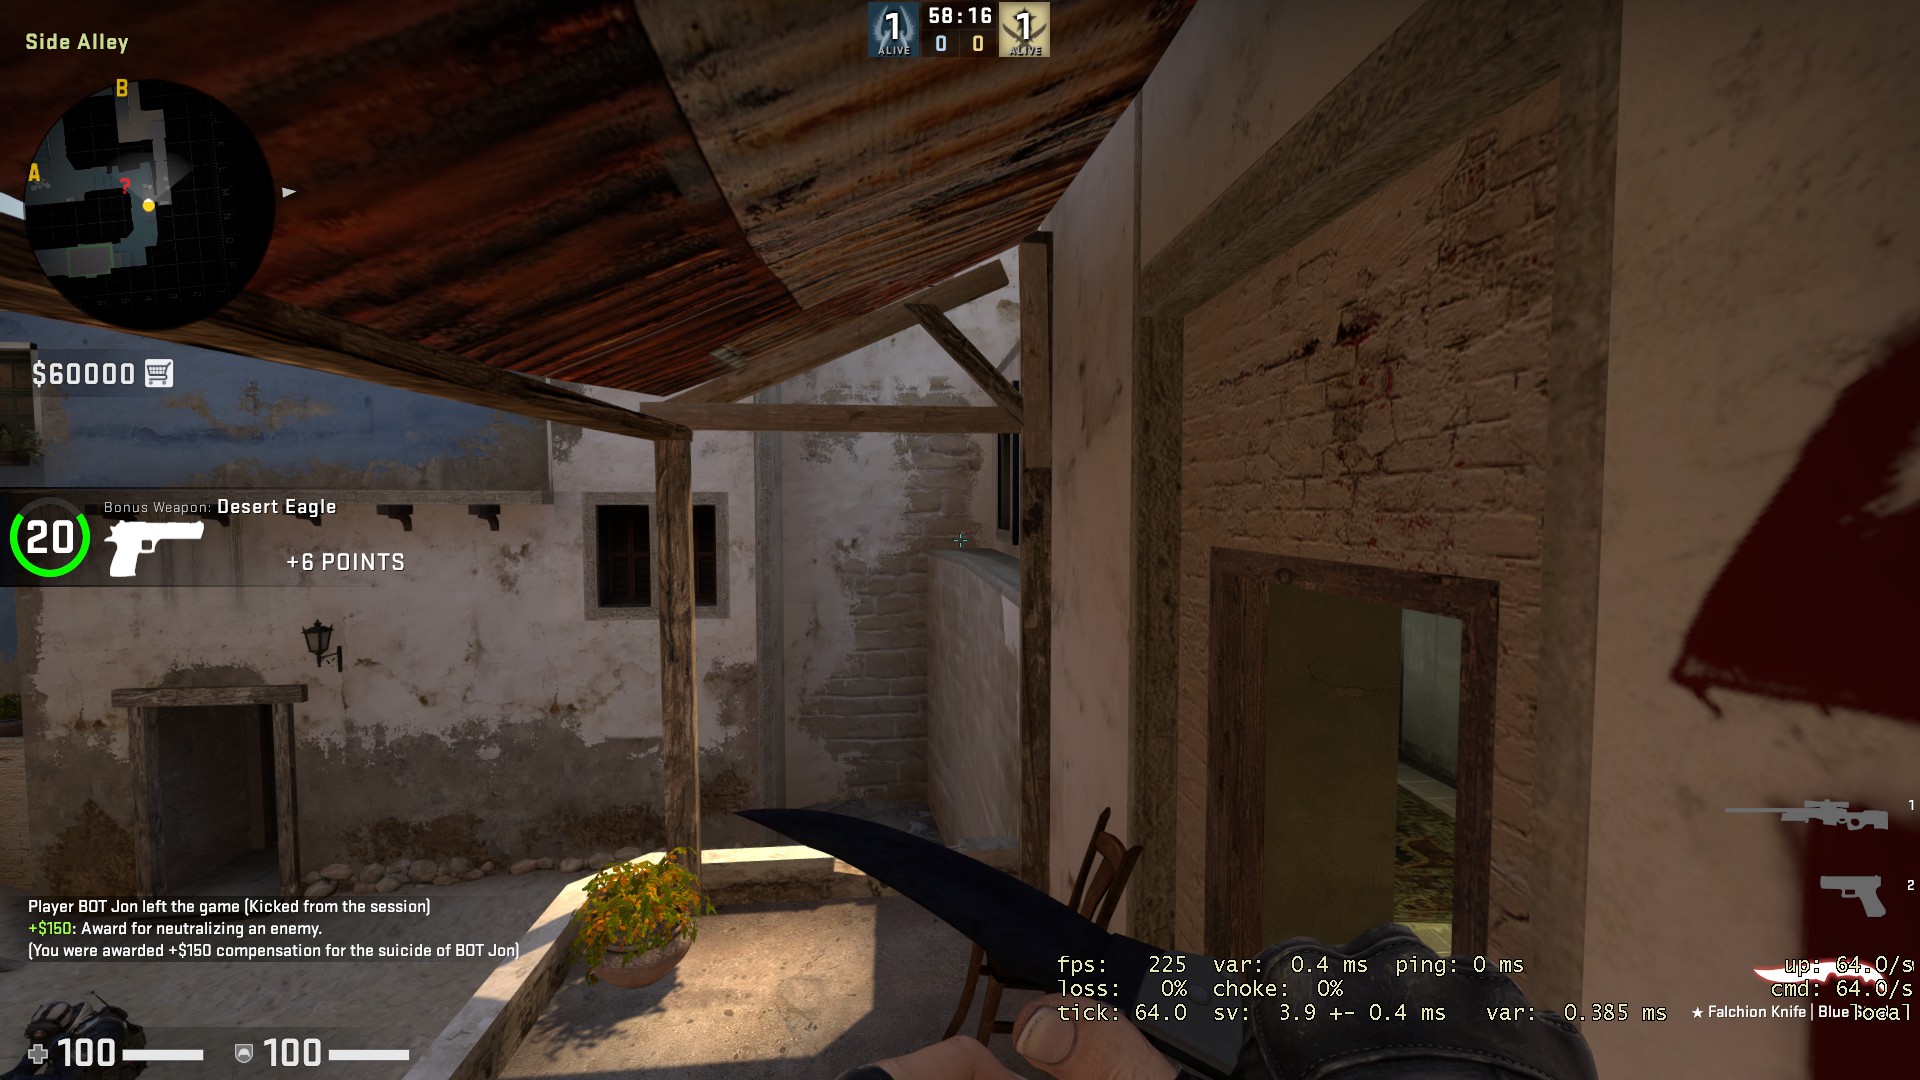 Side Alley
B
A
?
1
ALIVE
58:16
0 0
1
ALIVE
$60000
20
Bonus Weapon: Desert Eagle
+6 POINTS
Player BOT Jon left the game (Kicked from the session)
+$150: Award for neutralizing an enemy.
(You were awarded +$150 compensation for the suicide of BOT Jon)
100
100
1
2
fps: 225 var: 0.4 ms ping: 0 ms
up: 64.0/s
loss: 0% choke: 0%
cmd: 64.0/s
tick: 64.0 sv: 3.9 +- 0.4 ms var: 0.385 ms
★ Falchion Knife | Blue
local